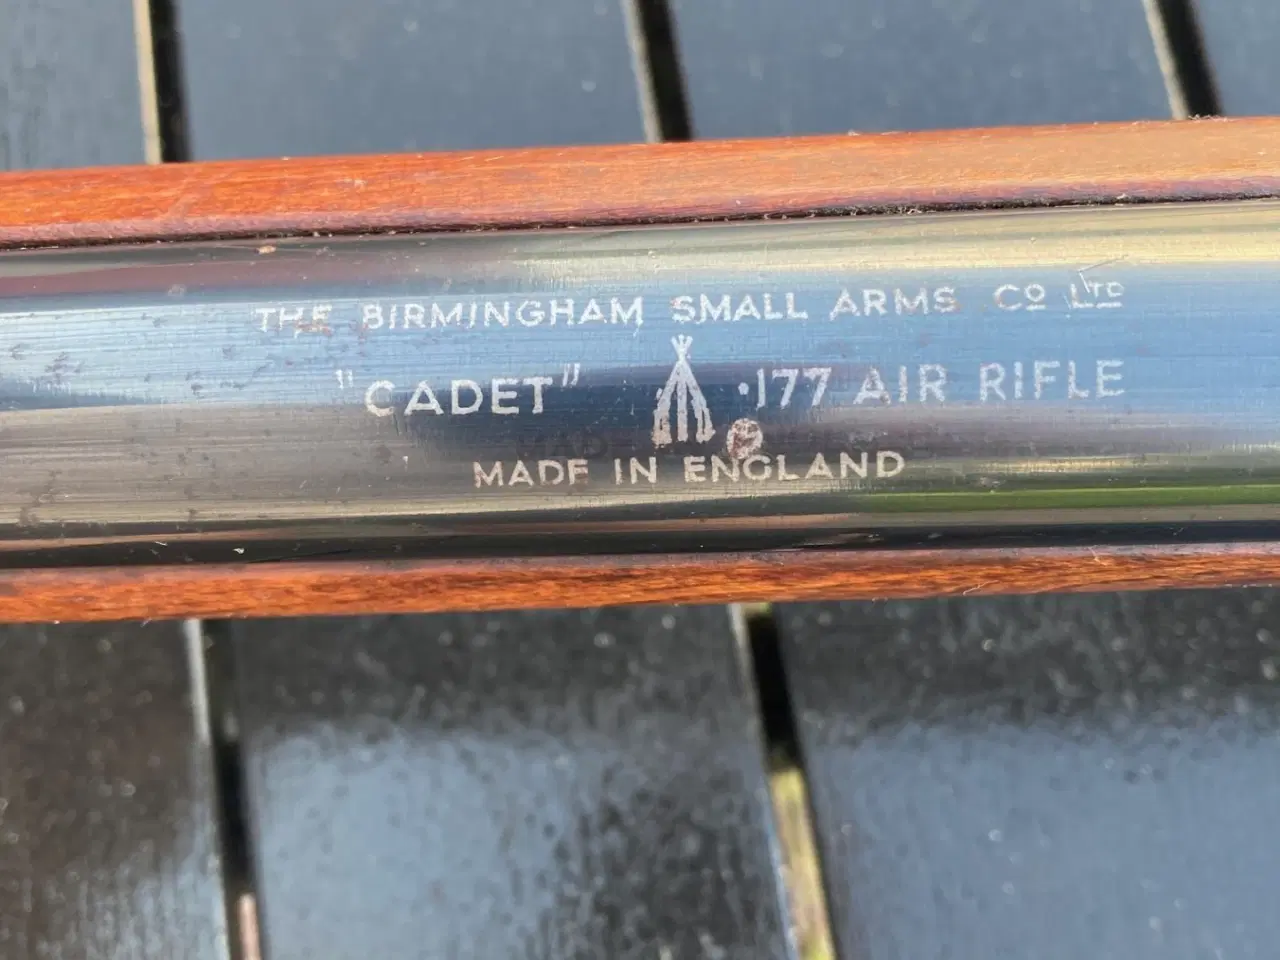 THE BIRMINGHAM SMALL ARMS Cº LTD
"CADET" .177 AIR RIFLE
MADE IN ENGLAND